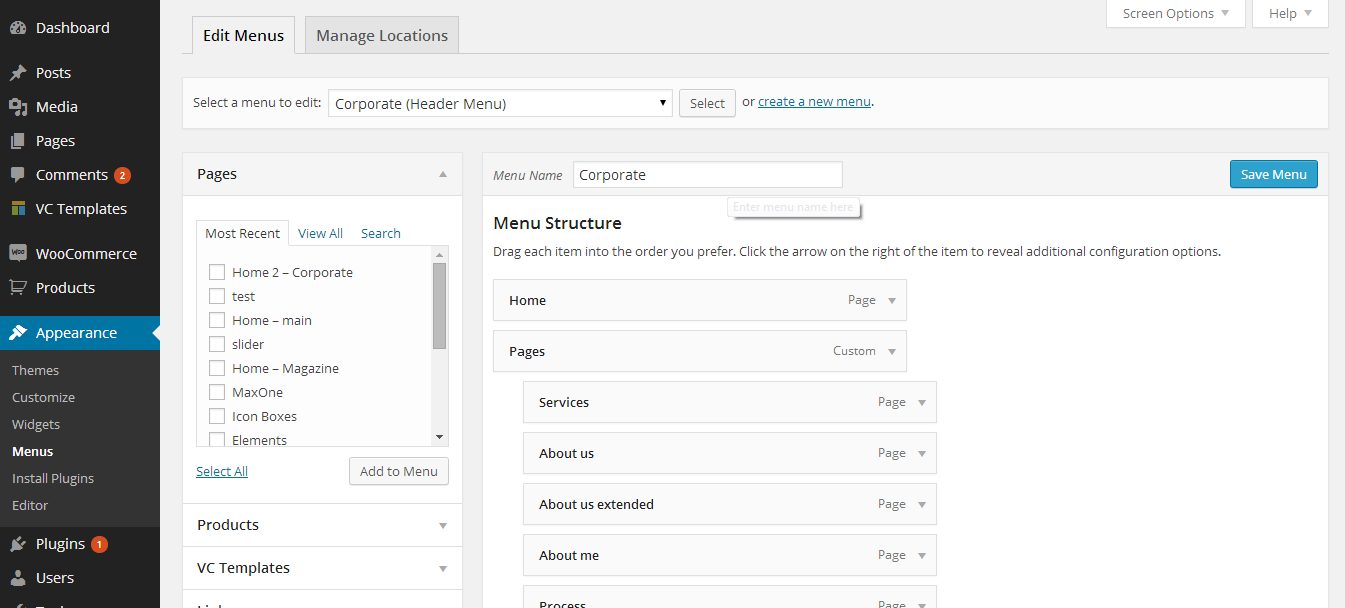 Dashboard
Posts
Media
Pages
Comments 2
VC Templates
Woo WooCommerce
Products
Appearance
Themes
Customize
Widgets
Menus
Install Plugins
Editor
Plugins 1
Users
Screen Options Help
Edit Menus Manage Locations
Select a menu to edit: Corporate (Header Menu) Select or create a new menu.
Pages
Most Recent View All Search
Home 2 – Corporate
test
Home – main
slider
Home – Magazine
MaxOne
Icon Boxes
Elements
Select All Add to Menu
Products
VC Templates
Menu Name Corporate Save Menu
Enter menu name here
Menu Structure
Drag each item into the order you prefer. Click the arrow on the right of the item to reveal additional configuration options.
Home Page
Pages Custom
Services Page
About us Page
About us extended Page
About me Page
Process Page